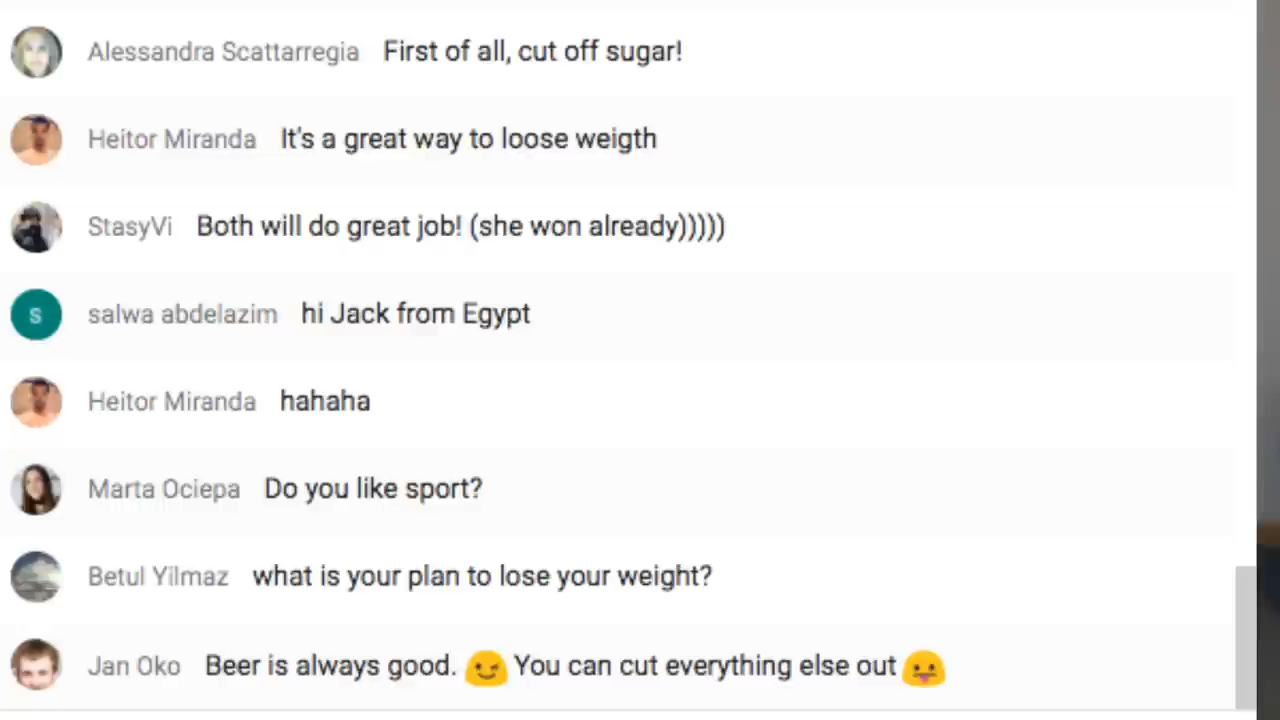 Alessandra Scattarregia First of all, cut off sugar!
Heitor Miranda It's a great way to loose weigth
StasyVi Both will do great job! (she won already)))))
s salwa abdelazim hi Jack from Egypt
Heitor Miranda hahaha
Marta Ociepa Do you like sport?
Betul Yilmaz what is your plan to lose your weight?
Jan Oko Beer is always good. 😉 You can cut everything else out 😛